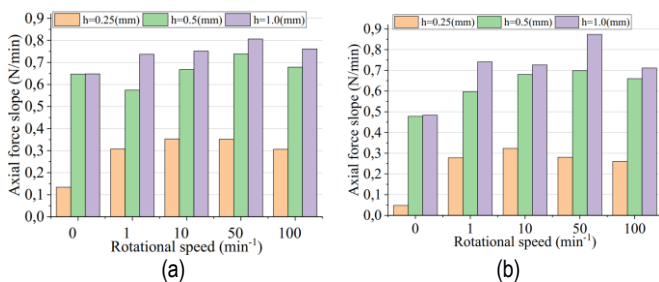 h=0.25(mm) h=0.5(mm) h=1.0(mm)
Axial force slope (N/min)
0,9
0,8
0,7
0,6
0,5
0,4
0,3
0,2
0,1
0,0
0 1 10 50 100
Rotational speed (min⁻¹)
(a)
h=0.25(mm) h=0.5(mm) h=1.0(mm)
Axial force slope (N/min)
0,9
0,8
0,7
0,6
0,5
0,4
0,3
0,2
0,1
0,0
0 1 10 50 100
Rotational speed (min⁻¹)
(b)